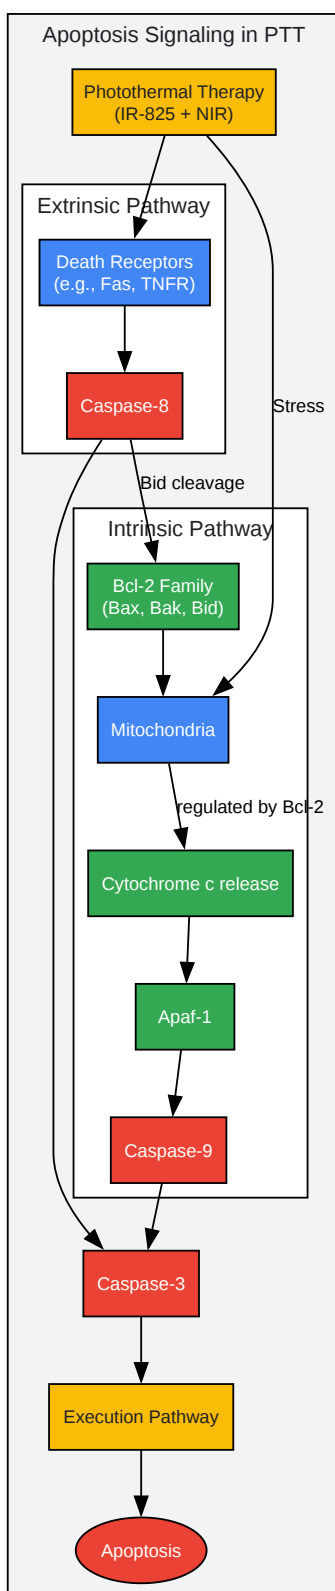 Apoptosis Signaling in PTT
Photothermal Therapy
(IR-825 + NIR)
Extrinsic Pathway
Death Receptors
(e.g., Fas, TNFR)
Caspase-8
Stress
Bid cleavage
Intrinsic Pathway
Bcl-2 Family
(Bax, Bak, Bid)
Mitochondria
regulated by Bcl-2
Cytochrome c release
Apaf-1
Caspase-9
Caspase-3
Execution Pathway
Apoptosis